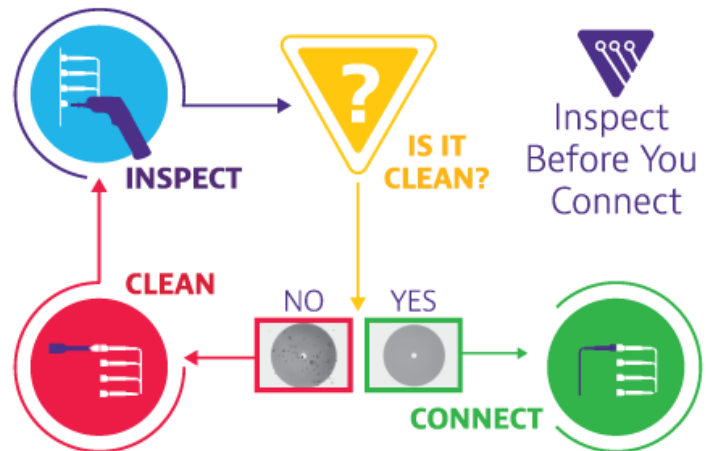 INSPECT
?
IS IT
CLEAN?
Inspect
Before You
Connect
CLEAN
NO
YES
CONNECT